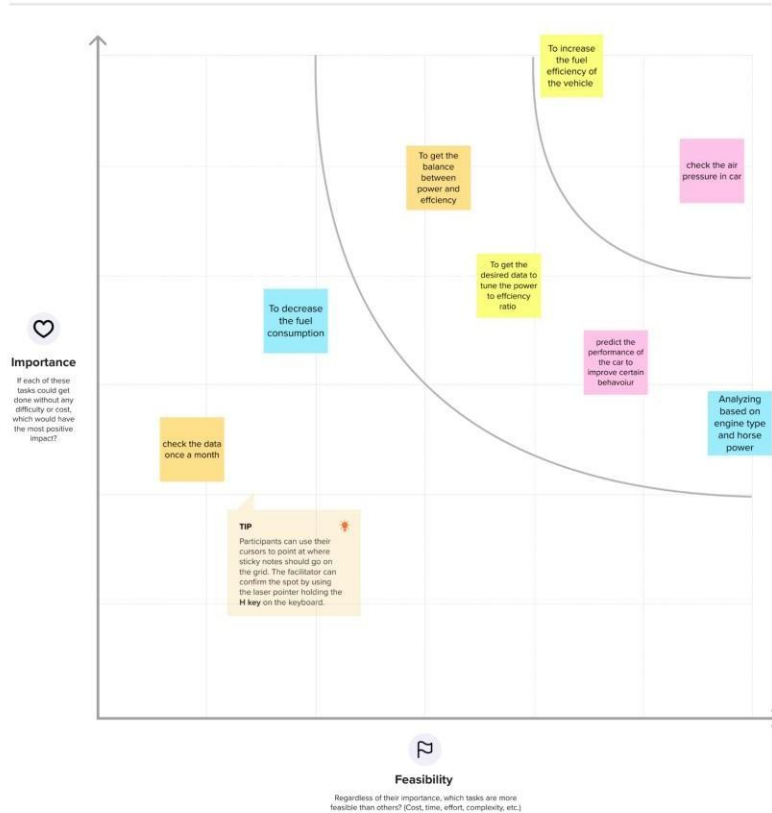 To increase
the fuel
efficiency of
the vehicle
To get the
balance
between
power and
effciency
check the air
pressure in car
To get the
desired data to
tune the power
to effciency
ratio
To decrease
the fuel
consumption
predict the
performance of
the car to
improve certain
behavoiur
Analyzing
based on
engine type
and horse
power
check the data
once a month
Importance
If each of these
tasks could get
done without any
difficulty or cost,
which would have
the most positive
impact?
TIP
Participants can use their
cursors to point at where
sticky notes should go on
the grid. The facilitator can
confirm the spot by using
the laser pointer holding the
H key on the keyboard.
Feasibility
Regardless of their importance, which tasks are more
feasible than others? (Cost, time, effort, complexity, etc.)